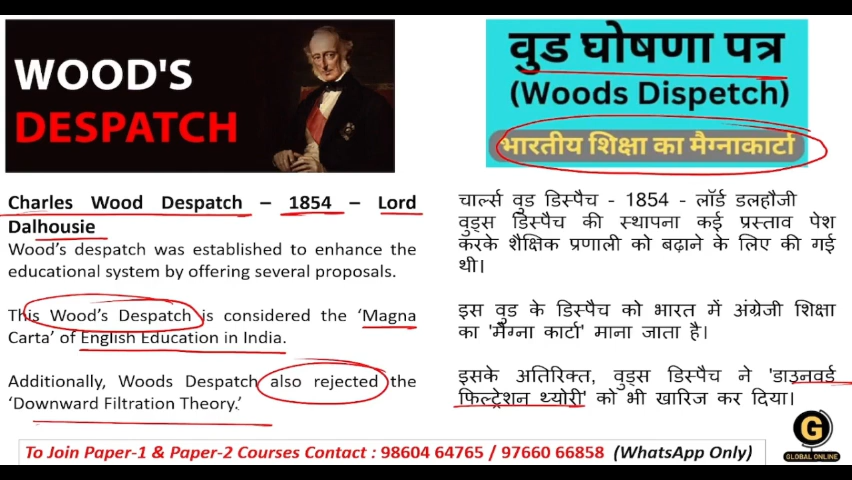 WOOD'S
DESPATCH
वुड घोषणा पत्र
(Woods Dispetch)
भारतीय शिक्षा का मैग्नाकार्टा
Charles Wood Despatch – 1854 – Lord
Dalhousie
Wood's despatch was established to enhance the
educational system by offering several proposals.
This Wood's Despatch is considered the 'Magna
Carta' of English Education in India.
Additionally, Woods Despatch also rejected the
'Downward Filtration Theory.'
चार्ल्स वुड डिस्पैच - 1854 - लॉर्ड डलहौजी
वुड्स डिस्पैच की स्थापना कई प्रस्ताव पेश
करके शैक्षिक प्रणाली को बढ़ाने के लिए की गई
थी।
इस वुड के डिस्पैच को भारत में अंग्रेजी शिक्षा
का 'मैग्ना कार्टा' माना जाता है।
इसके अतिरिक्त, वुड्स डिस्पैच ने 'डाउनवर्ड
फिल्ट्रेशन थ्योरी' को भी खारिज कर दिया।
To Join Paper-1 & Paper-2 Courses Contact : 98604 64765 / 97660 66858 (WhatsApp Only)
GLOBAL ONLINE